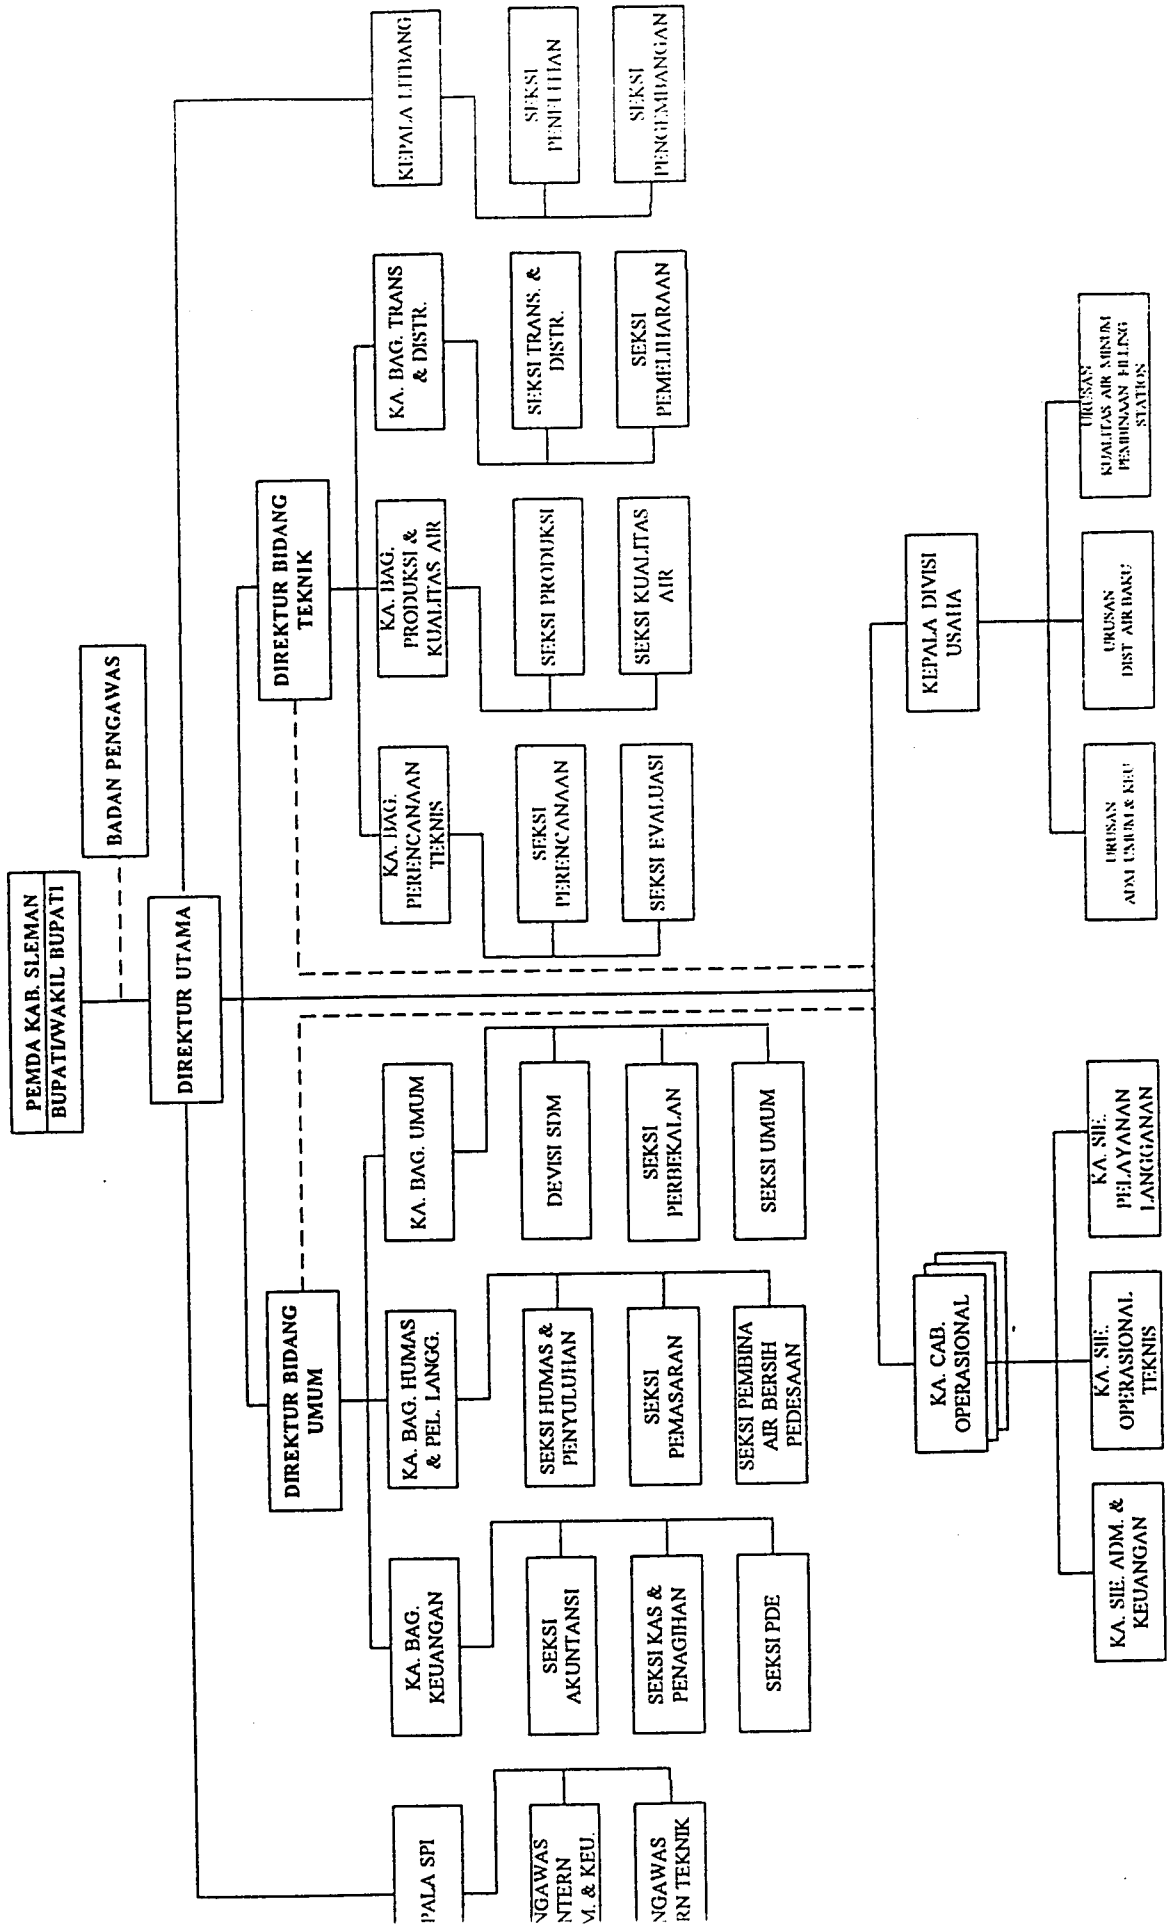 PEMDA KAB. SLEMAN
BUPATI/WAKIL BUPATI
BADAN PENGAWAS
DIREKTUR UTAMA
DIREKTUR BIDANG
UMUM
DIREKTUR BIDANG
TEKNIK
PALA SPI
KA. BAG.
KEUANGAN
KA. BAG. HUMAS
& PEL. LANGG.
KA. BAG. UMUM
KA. BAG.
PERENCANAAN
TEKNIS
KA. BAG.
PRODUKSI &
KUALITAS AIR
KA. BAG. TRANS
& DISTR.
KEPALA LITBANG
NGAWAS
NTERN
M. & KEU.
SEKSI
AKUNTANSI
SEKSI HUMAS &
PENYULUHAN
DEVISI SDM
SEKSI
PERENCANAAN
SEKSI PRODUKSI
SEKSI TRANS. &
DISTR.
SEKSI
PENELITIAN
NGAWAS
RN TEKNIK
SEKSI KAS &
PENAGIHAN
SEKSI
PEMASARAN
SEKSI
PERBEKALAN
SEKSI EVALUASI
SEKSI KUALITAS
AIR
SEKSI
PEMELIHARAAN
SEKSI
PENGEMBANGAN
SEKSI PDE
SEKSI PEMBINA
AIR BERSIH
PEDESAAN
SEKSI UMUM
KA. CAB.
OPERASIONAL
KEPALA DIVISI
USAHA
KA. SIE. ADM. &
KEUANGAN
KA. SIE.
OPERASIONAL
TEKNIS
KA. SIE.
PELAYANAN
LANGGANAN
URUSAN
ADM UMUM & KEU
URUSAN
DIST AIR BAKU
URUSAN
KUALITAS AIR MINUM
PEMBINAAN FILLING
STATION